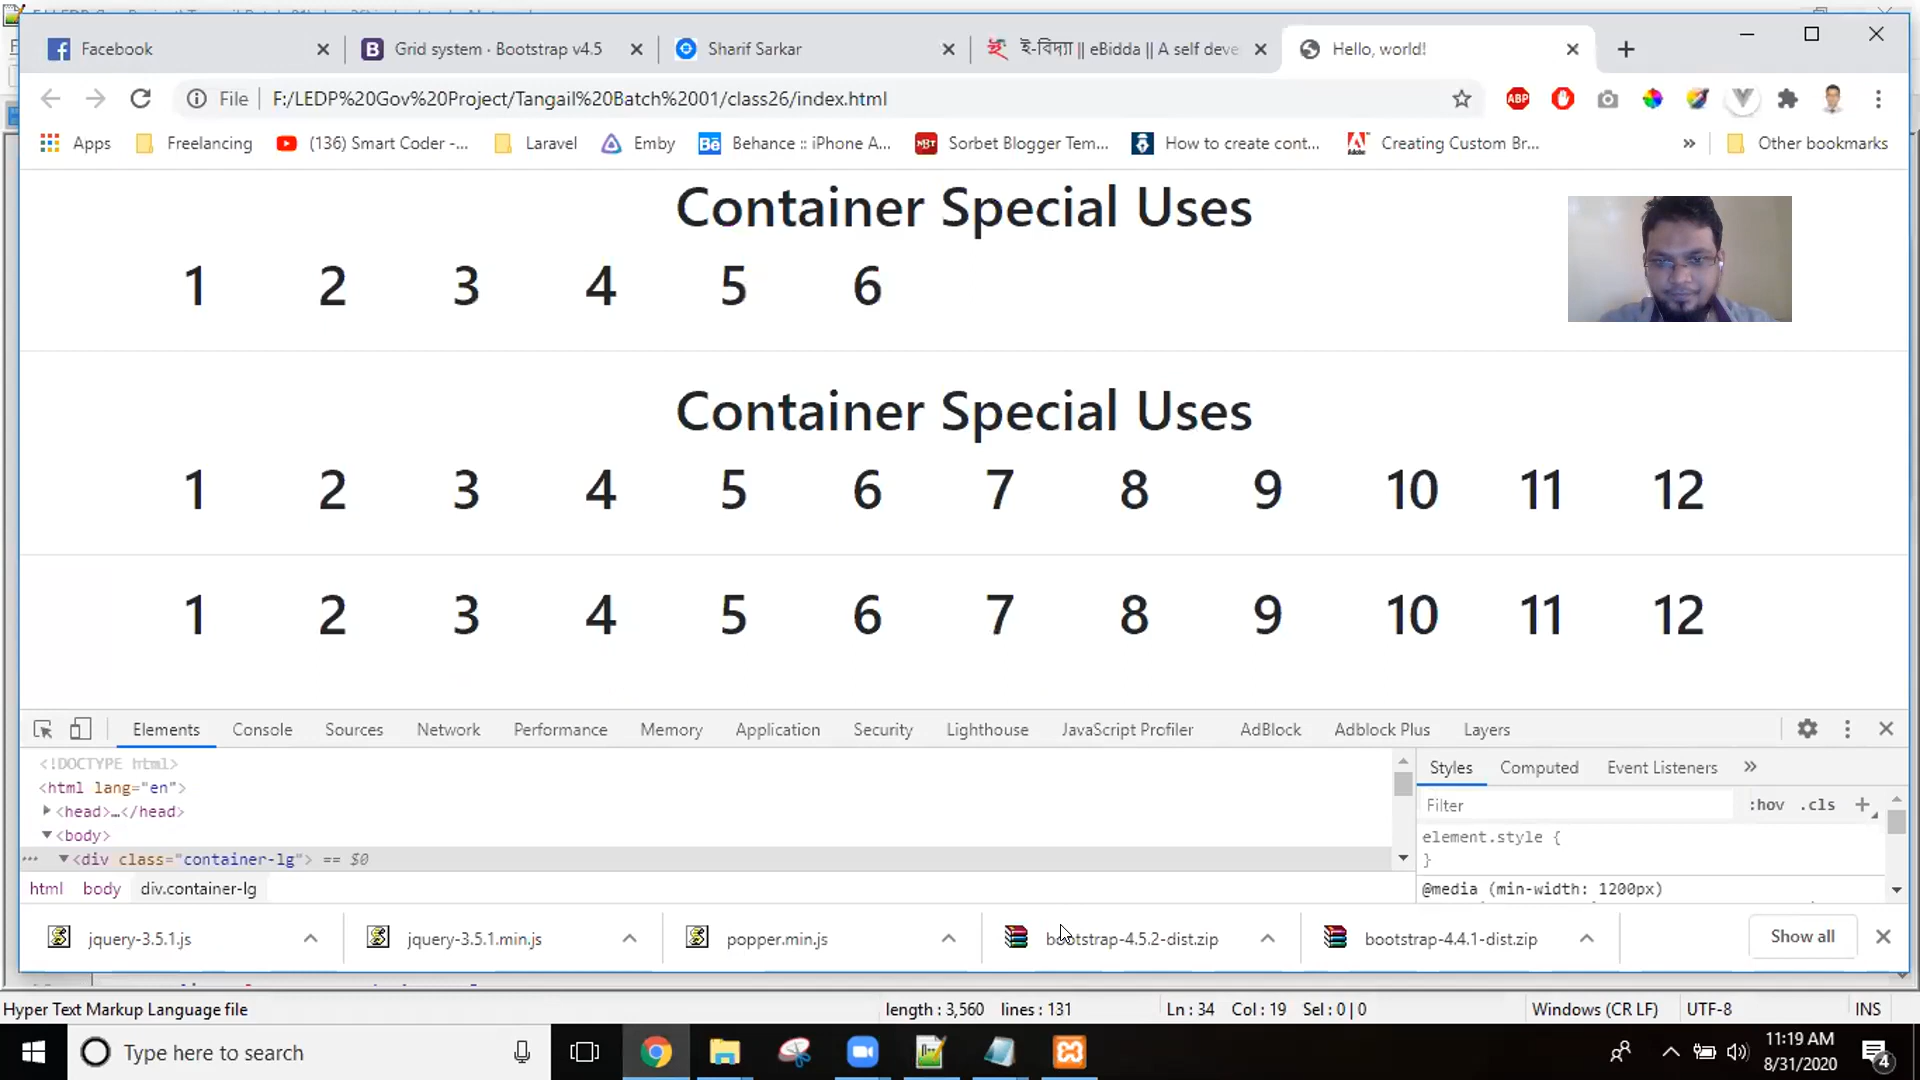 Facebook
Grid system · Bootstrap v4.5
Sharif Sarkar
ই-বিদ্যা || eBidda || A self deve
Hello, world!
File
F:/LEDP%20Gov%20Project/Tangail%20Batch%2001/class26/index.html
ABP
Apps
Freelancing
(136) Smart Coder -...
Laravel
Emby
Bē
Behance :: iPhone A...
MBT
Sorbet Blogger Tem...
How to create cont...
Creating Custom Br...
»
Other bookmarks
Container Special Uses
1 2 3 4 5 6
Container Special Uses
1 2 3 4 5 6 7 8 9 10 11 12
1 2 3 4 5 6 7 8 9 10 11 12
Elements Console Sources Network Performance Memory Application Security Lighthouse JavaScript Profiler AdBlock Adblock Plus Layers
<!DOCTYPE html>
<html lang="en">
<head>…</head>
<body>
<div class="container-lg"> == $0
html body div.container-lg
Styles Computed Event Listeners »
Filter :hov .cls +
element.style {
}
@media (min-width: 1200px)
jquery-3.5.1.js
jquery-3.5.1.min.js
popper.min.js
bootstrap-4.5.2-dist.zip
bootstrap-4.4.1-dist.zip
Show all
Hyper Text Markup Language file
length : 3,560 lines : 131
Ln : 34 Col : 19 Sel : 0 | 0
Windows (CR LF)
UTF-8
INS
Type here to search
11:19 AM
8/31/2020
4